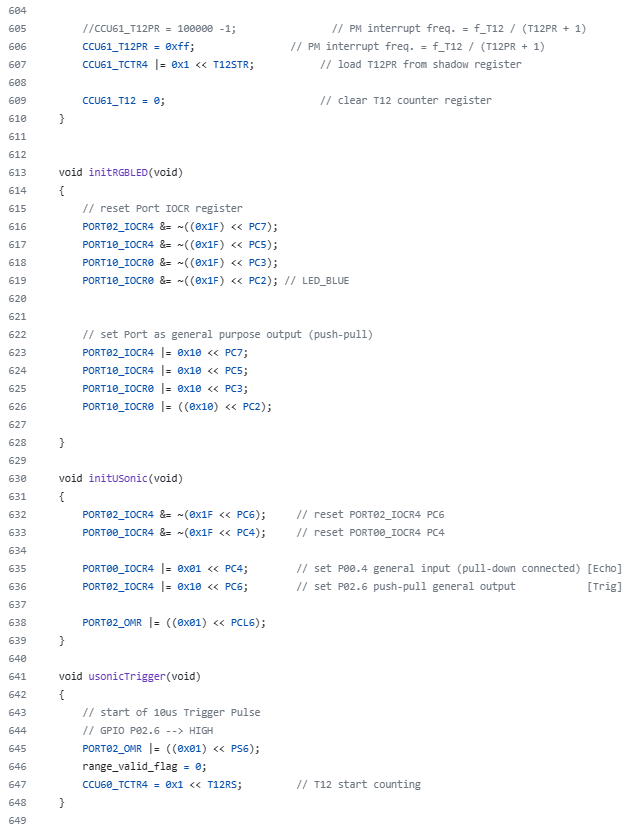 604
605 //CCU61_T12PR = 100000 -1; // PM interrupt freq. = f_T12 / (T12PR + 1)
606 CCU61_T12PR = 0xff; // PM interrupt freq. = f_T12 / (T12PR + 1)
607 CCU61_TCTR4 |= 0x1 << T12STR; // load T12PR from shadow register
608
609 CCU61_T12 = 0; // clear T12 counter register
610 }
611
612
613 void initRGBLED(void)
614 {
615 // reset Port IOCR register
616 PORT02_IOCR4 &= ~((0x1F) << PC7);
617 PORT10_IOCR4 &= ~((0x1F) << PC5);
618 PORT10_IOCR0 &= ~((0x1F) << PC3);
619 PORT10_IOCR0 &= ~((0x1F) << PC2); // LED_BLUE
620
621
622 // set Port as general purpose output (push-pull)
623 PORT02_IOCR4 |= 0x10 << PC7;
624 PORT10_IOCR4 |= 0x10 << PC5;
625 PORT10_IOCR0 |= 0x10 << PC3;
626 PORT10_IOCR0 |= ((0x10) << PC2);
627
628 }
629
630 void initUSonic(void)
631 {
632 PORT02_IOCR4 &= ~(0x1F << PC6); // reset PORT02_IOCR4 PC6
633 PORT00_IOCR4 &= ~(0x1F << PC4); // reset PORT00_IOCR4 PC4
634
635 PORT00_IOCR4 |= 0x01 << PC4; // set P00.4 general input (pull-down connected) [Echo]
636 PORT02_IOCR4 |= 0x10 << PC6; // set P02.6 push-pull general output [Trig]
637
638 PORT02_OMR |= ((0x01) << PCL6);
639 }
640
641 void usonicTrigger(void)
642 {
643 // start of 10us Trigger Pulse
644 // GPIO P02.6 --> HIGH
645 PORT02_OMR |= ((0x01) << PS6);
646 range_valid_flag = 0;
647 CCU60_TCTR4 = 0x1 << T12RS; // T12 start counting
648 }
649